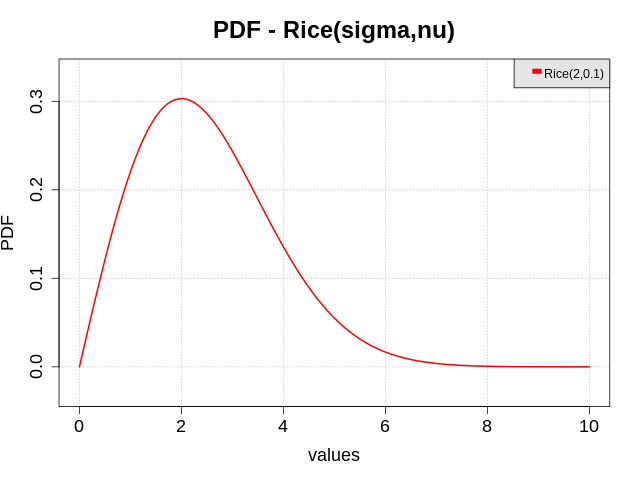 PDF - Rice(sigma,nu)
Rice(2,0.1)
PDF
0.3
0.2
0.1
0.0
0 2 4 6 8 10
values